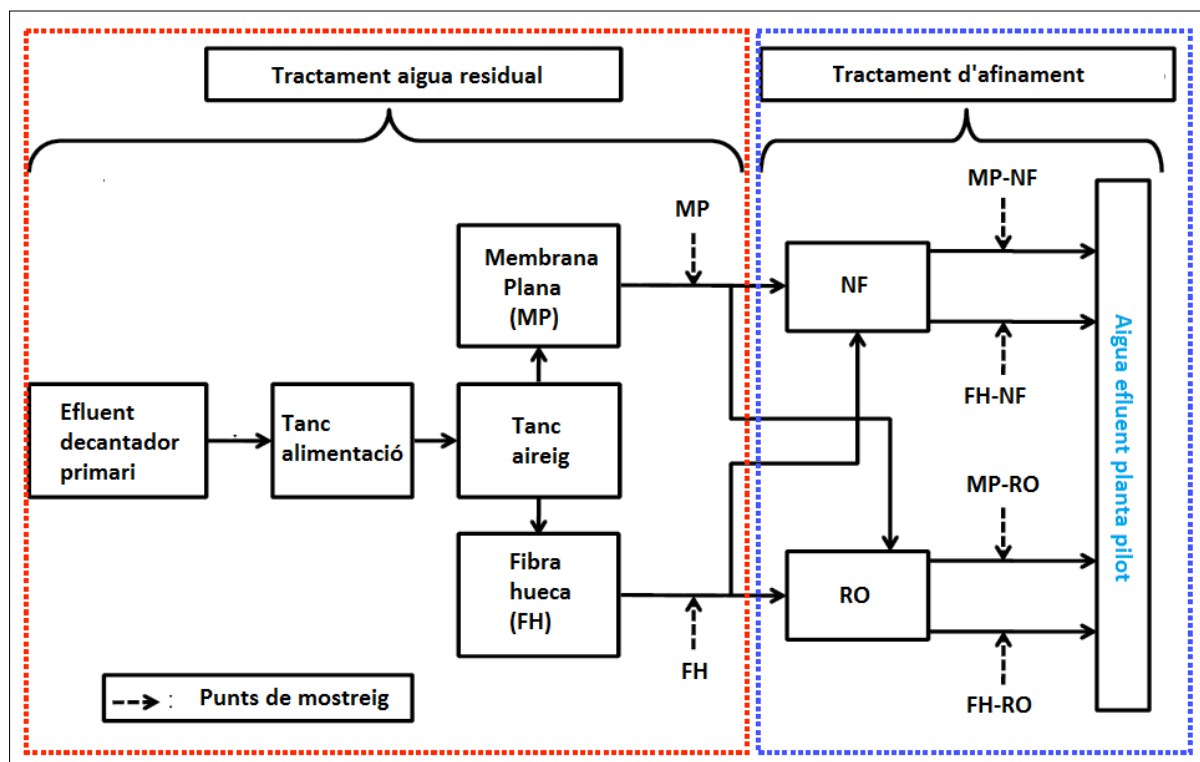 Tractament aigua residual
Tractament d'afinament
MP
MP-NF
Membrana
Plana
(MP)
NF
FH-NF
Efluent
decantador
primari
Tanc
alimentació
Tanc
aireig
Aigua efluent planta pilot
MP-RO
Fibra
hueca
(FH)
RO
FH
FH-RO
: Punts de mostreig